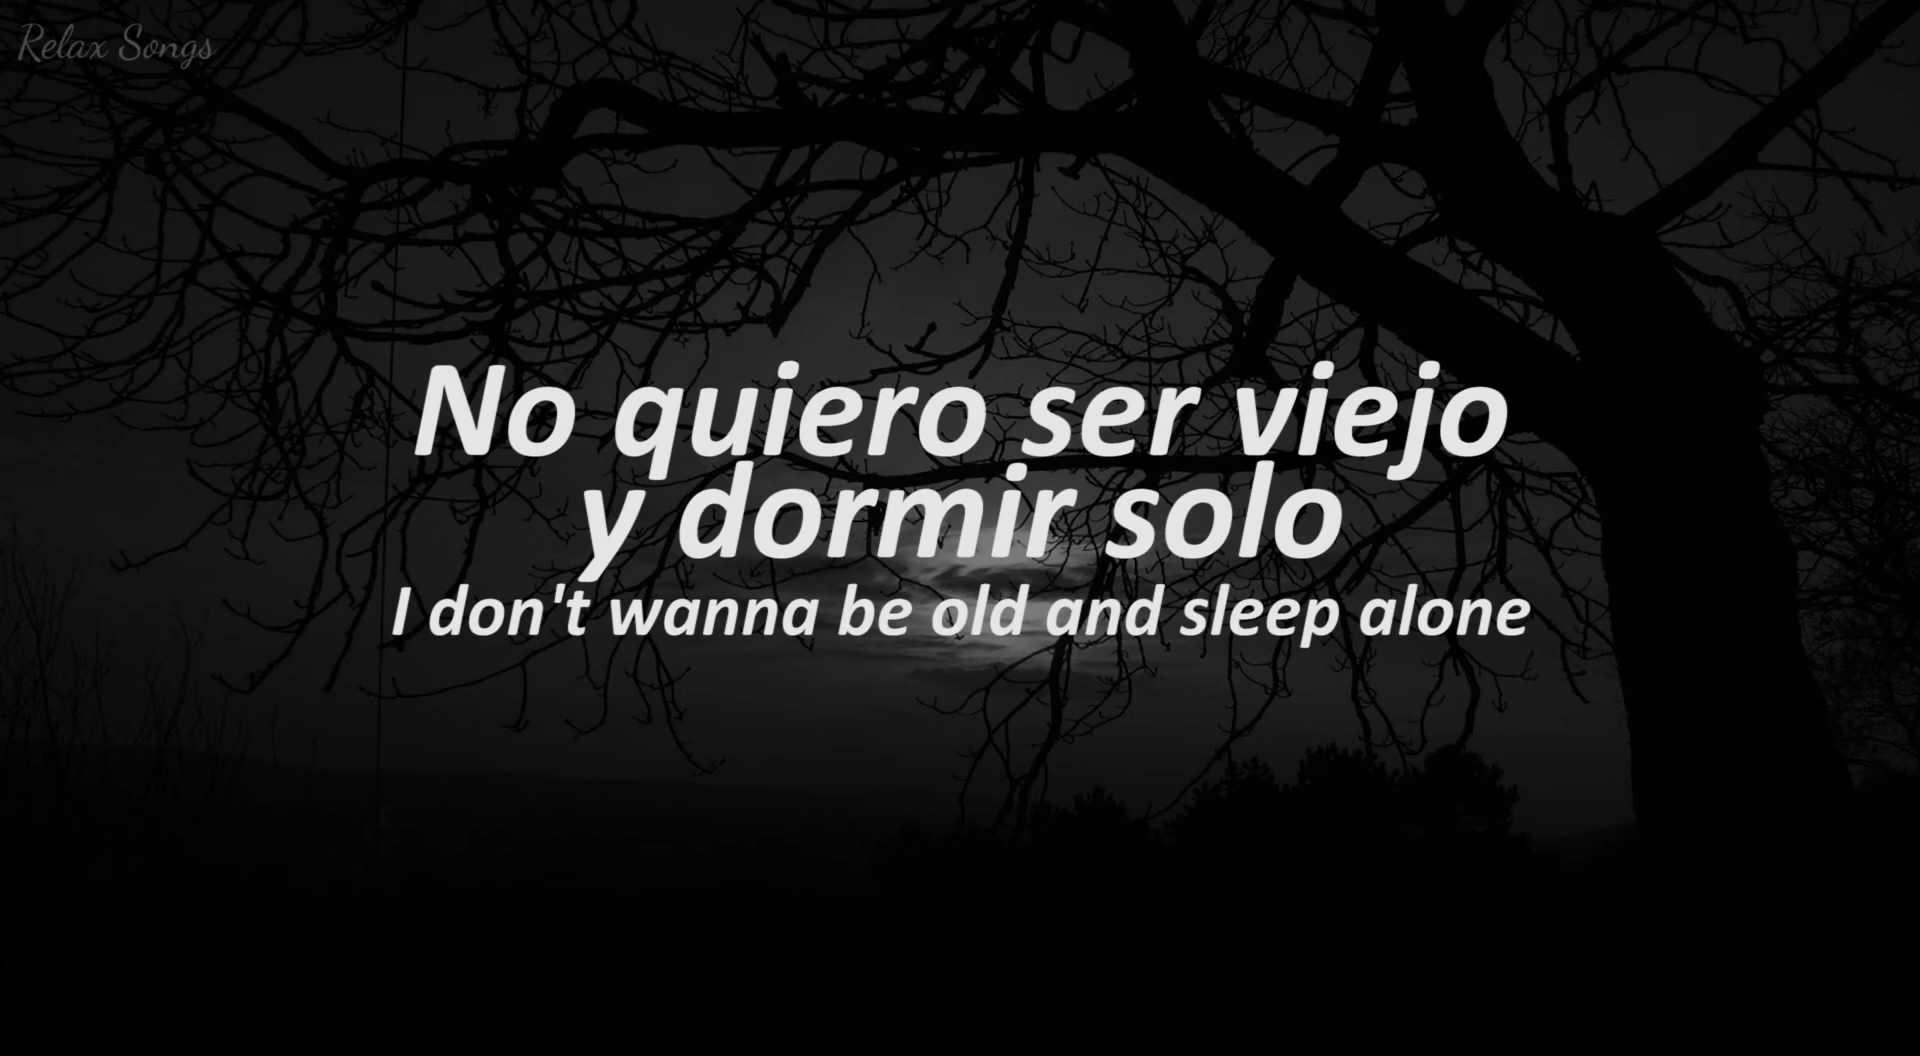 Relax Songs
No quiero ser viejo
y dormir solo
I don't wanna be old and sleep alone